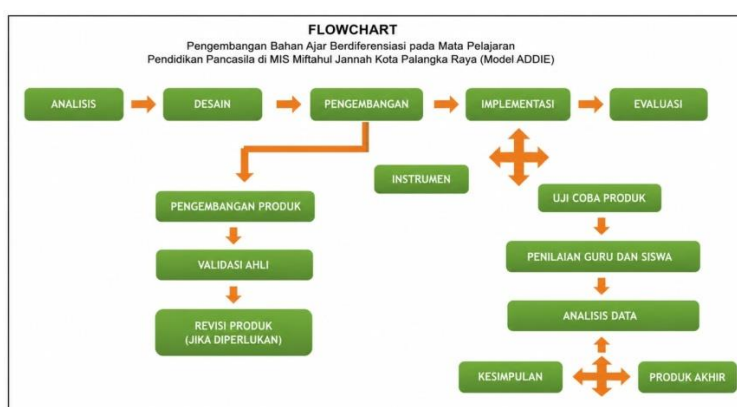 FLOWCHART
Pengembangan Bahan Ajar Berdiferensiasi pada Mata Pelajaran
Pendidikan Pancasila di MIS Miftahul Jannah Kota Palangka Raya (Model ADDIE)
ANALISIS
DESAIN
PENGEMBANGAN
IMPLEMENTASI
EVALUASI
INSTRUMEN
PENGEMBANGAN PRODUK
UJI COBA PRODUK
VALIDASI AHLI
PENILAIAN GURU DAN SISWA
REVISI PRODUK
(JIKA DIPERLUKAN)
ANALISIS DATA
KESIMPULAN
PRODUK AKHIR